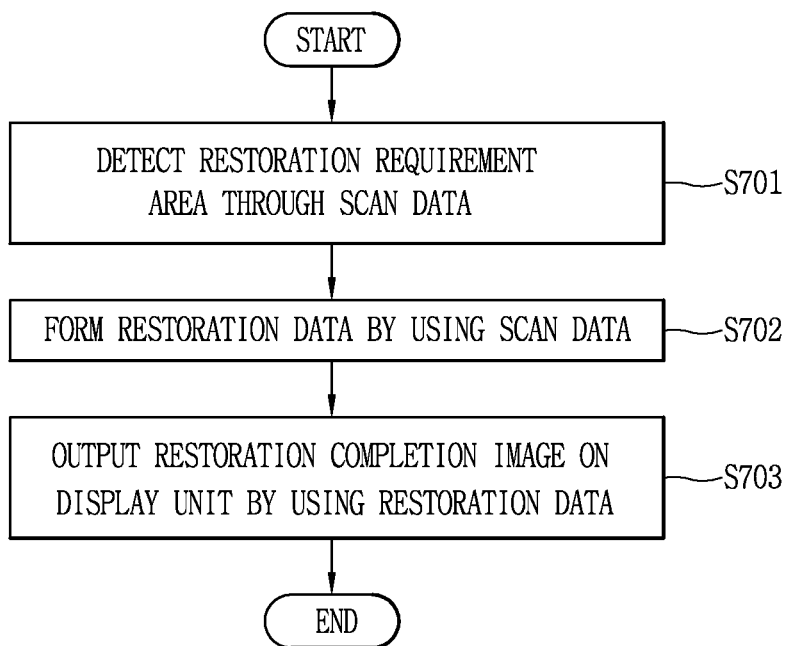 START
DETECT RESTORATION REQUIREMENT
AREA THROUGH SCAN DATA
S701
FORM RESTORATION DATA BY USING SCAN DATA
S702
OUTPUT RESTORATION COMPLETION IMAGE ON
DISPLAY UNIT BY USING RESTORATION DATA
S703
END